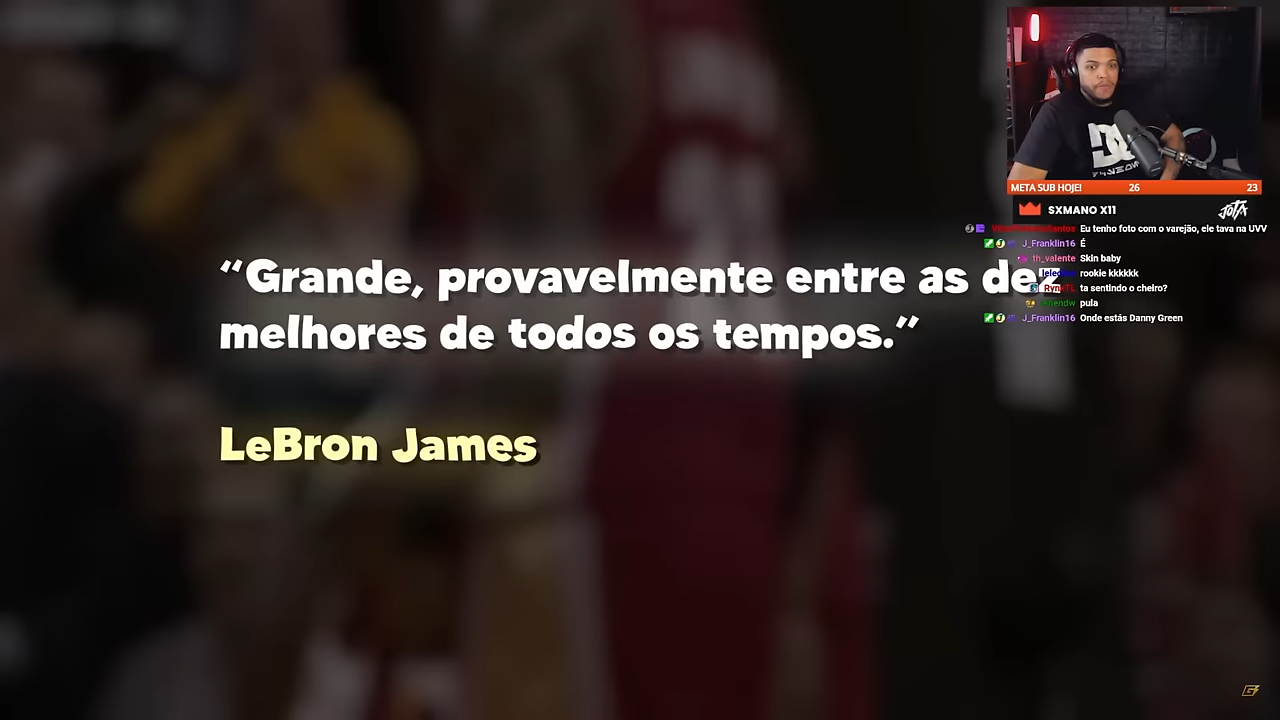 “Grande, provavelmente entre as dez
melhores de todos os tempos.”
LeBron James
META SUB HOJE! 26 23
SXMANO X11 JOTA
Eu tenho foto com o varejão, ele tava na UVV
J_Franklin16 É
th_valente Skin baby
rookie kkkkkk
ta sentindo o cheiro?
pula
J_Franklin16 Onde estás Danny Green